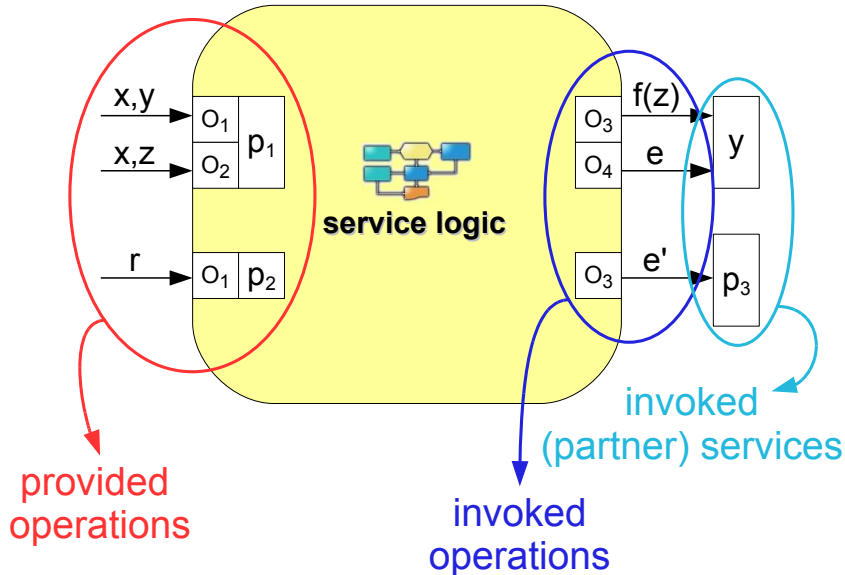 x,y
O₁
p₁
x,z
O₂
r
O₁
p₂
service logic
O₃
f(z)
y
O₄
e
O₃
e'
p₃
provided
operations
invoked
operations
invoked
(partner) services